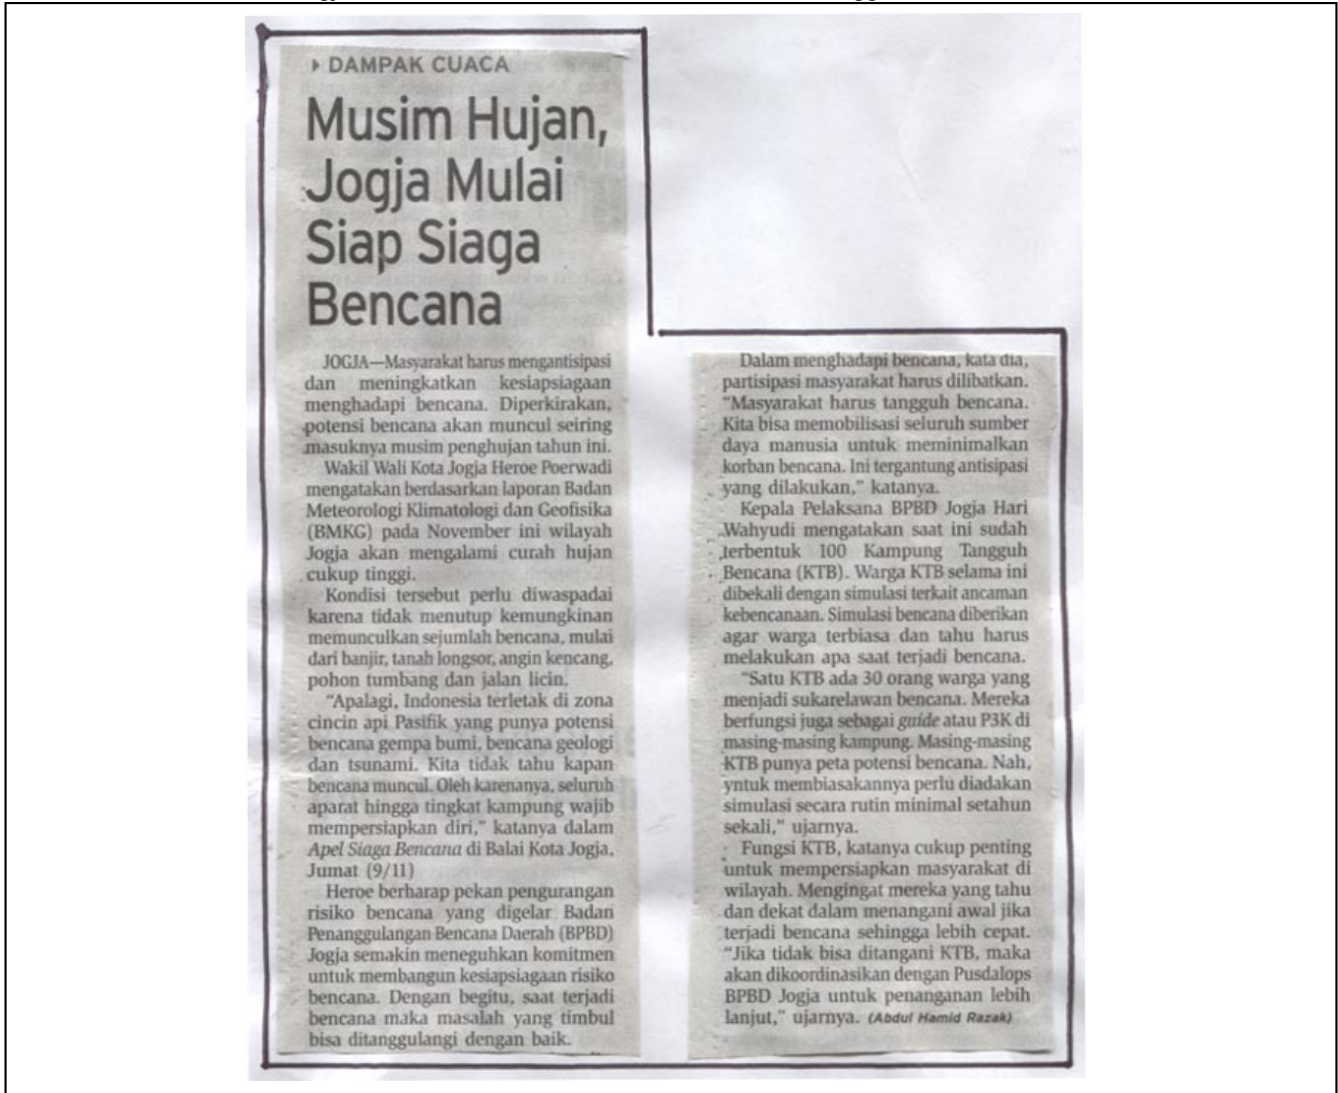 DAMPAK CUACA
Musim Hujan,
Jogja Mulai
Siap Siaga
Bencana
JOGJA—Masyarakat harus mengantisipasi
dan meningkatkan kesiapsiagaan
menghadapi bencana. Diperkirakan,
potensi bencana akan muncul seiring
masuknya musim penghujan tahun ini.
Wakil Wali Kota Jogja Heroe Poerwadi
mengatakan berdasarkan laporan Badan
Meteorologi Klimatologi dan Geofisika
(BMKG) pada November ini wilayah
Jogja akan mengalami curah hujan
cukup tinggi.
Kondisi tersebut perlu diwaspadai
karena tidak menutup kemungkinan
memunculkan sejumlah bencana, mulai
dari banjir, tanah longsor, angin kencang,
pohon tumbang dan jalan licin.
“Apalagi, Indonesia terletak di zona
cincin api Pasifik yang punya potensi
bencana gempa bumi, bencana geologi
dan tsunami. Kita tidak tahu kapan
bencana muncul. Oleh karenanya, seluruh
aparat hingga tingkat kampung wajib
mempersiapkan diri,” katanya dalam
Apel Siaga Bencana di Balai Kota Jogja,
Jumat (9/11)
Heroe berharap pekan pengurangan
risiko bencana yang digelar Badan
Penanggulangan Bencana Daerah (BPBD)
Jogja semakin meneguhkan komitmen
untuk membangun kesiapsiagaan risiko
bencana. Dengan begitu, saat terjadi
bencana maka masalah yang timbul
bisa ditanggulangi dengan baik.
Dalam menghadapi bencana, kata dia,
partisipasi masyarakat harus dilibatkan.
“Masyarakat harus tangguh bencana.
Kita bisa memobilisasi seluruh sumber
daya manusia untuk meminimalkan
korban bencana. Ini tergantung antisipasi
yang dilakukan,” katanya.
Kepala Pelaksana BPBD Jogja Hari
Wahyudi mengatakan saat ini sudah
terbentuk 100 Kampung Tangguh
Bencana (KTB). Warga KTB selama ini
dibekali dengan simulasi terkait ancaman
kebencanaan. Simulasi bencana diberikan
agar warga terbiasa dan tahu harus
melakukan apa saat terjadi bencana.
“Satu KTB ada 30 orang warga yang
menjadi sukarelawan bencana. Mereka
berfungsi juga sebagai guide atau P3K di
masing-masing kampung. Masing-masing
KTB punya peta potensi bencana. Nah,
yntuk membiasakannya perlu diadakan
simulasi secara rutin minimal setahun
sekali,” ujarnya.
Fungsi KTB, katanya cukup penting
untuk mempersiapkan masyarakat di
wilayah. Mengingat mereka yang tahu
dan dekat dalam menangani awal jika
terjadi bencana sehingga lebih cepat.
“Jika tidak bisa ditangani KTB, maka
akan dikoordinasikan dengan Pusdalops
BPBD Jogja untuk penanganan lebih
lanjut,” ujarnya. (Abdul Hamid Razak)